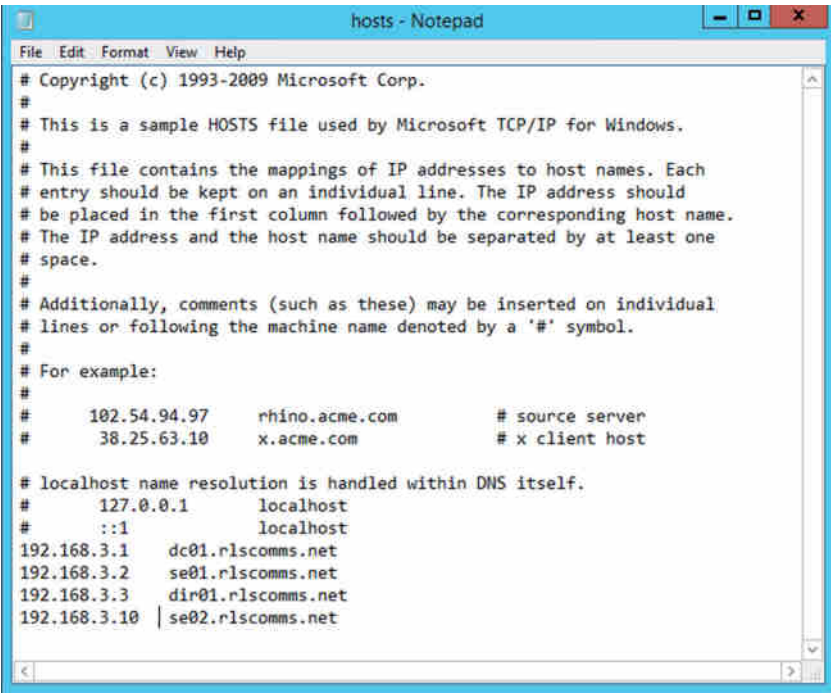 hosts - Notepad
File Edit Format View Help
# Copyright (c) 1993-2009 Microsoft Corp.
#
# This is a sample HOSTS file used by Microsoft TCP/IP for Windows.
#
# This file contains the mappings of IP addresses to host names. Each
# entry should be kept on an individual line. The IP address should
# be placed in the first column followed by the corresponding host name.
# The IP address and the host name should be separated by at least one
# space.
#
# Additionally, comments (such as these) may be inserted on individual
# lines or following the machine name denoted by a '#' symbol.
#
# For example:
#
#      102.54.94.97     rhino.acme.com          # source server
#       38.25.63.10     x.acme.com              # x client host

# localhost name resolution is handled within DNS itself.
#       127.0.0.1       localhost
#       ::1             localhost
192.168.3.1    dc01.rlscomms.net
192.168.3.2    se01.rlscomms.net
192.168.3.3    dir01.rlscomms.net
192.168.3.10   se02.rlscomms.net